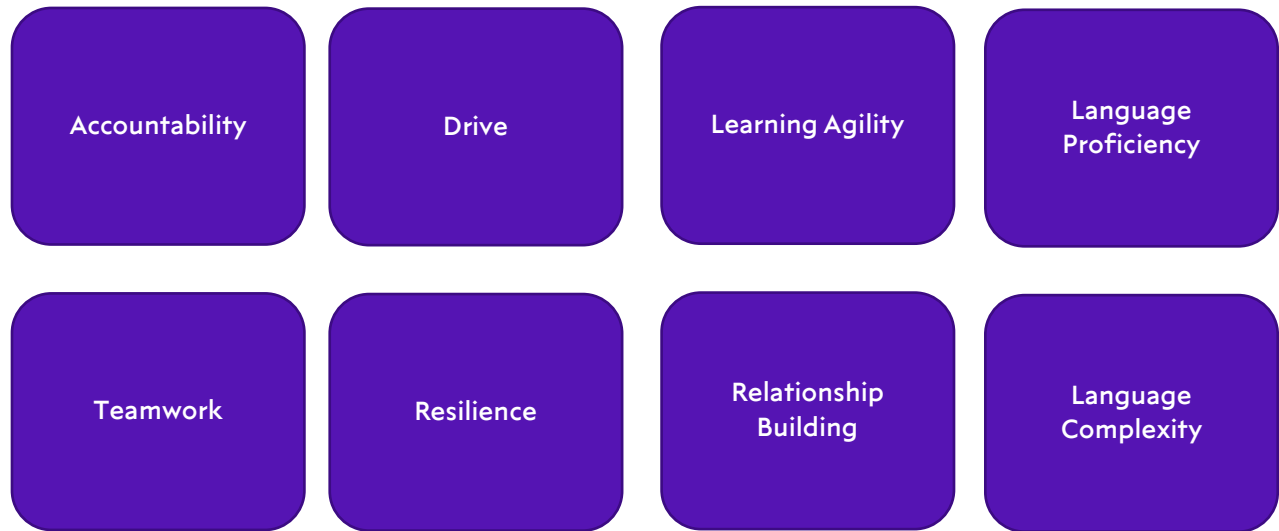 Accountability
Drive
Learning Agility
Language
Proficiency
Teamwork
Resilience
Relationship
Building
Language
Complexity